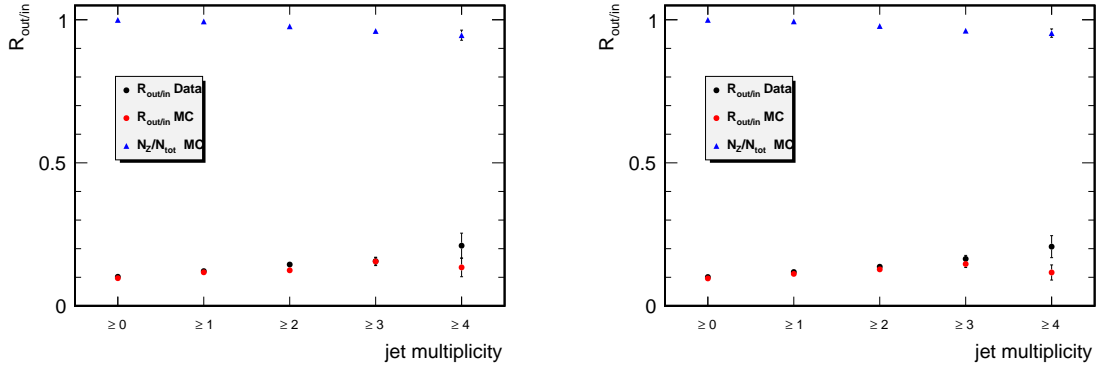 R_out/in
1
0.5
0
R_out/in Data
R_out/in MC
N_Z/N_tot MC
≥ 0 ≥ 1 ≥ 2 ≥ 3 ≥ 4
jet multiplicity
R_out/in
1
0.5
0
R_out/in Data
R_out/in MC
N_Z/N_tot MC
≥ 0 ≥ 1 ≥ 2 ≥ 3 ≥ 4
jet multiplicity